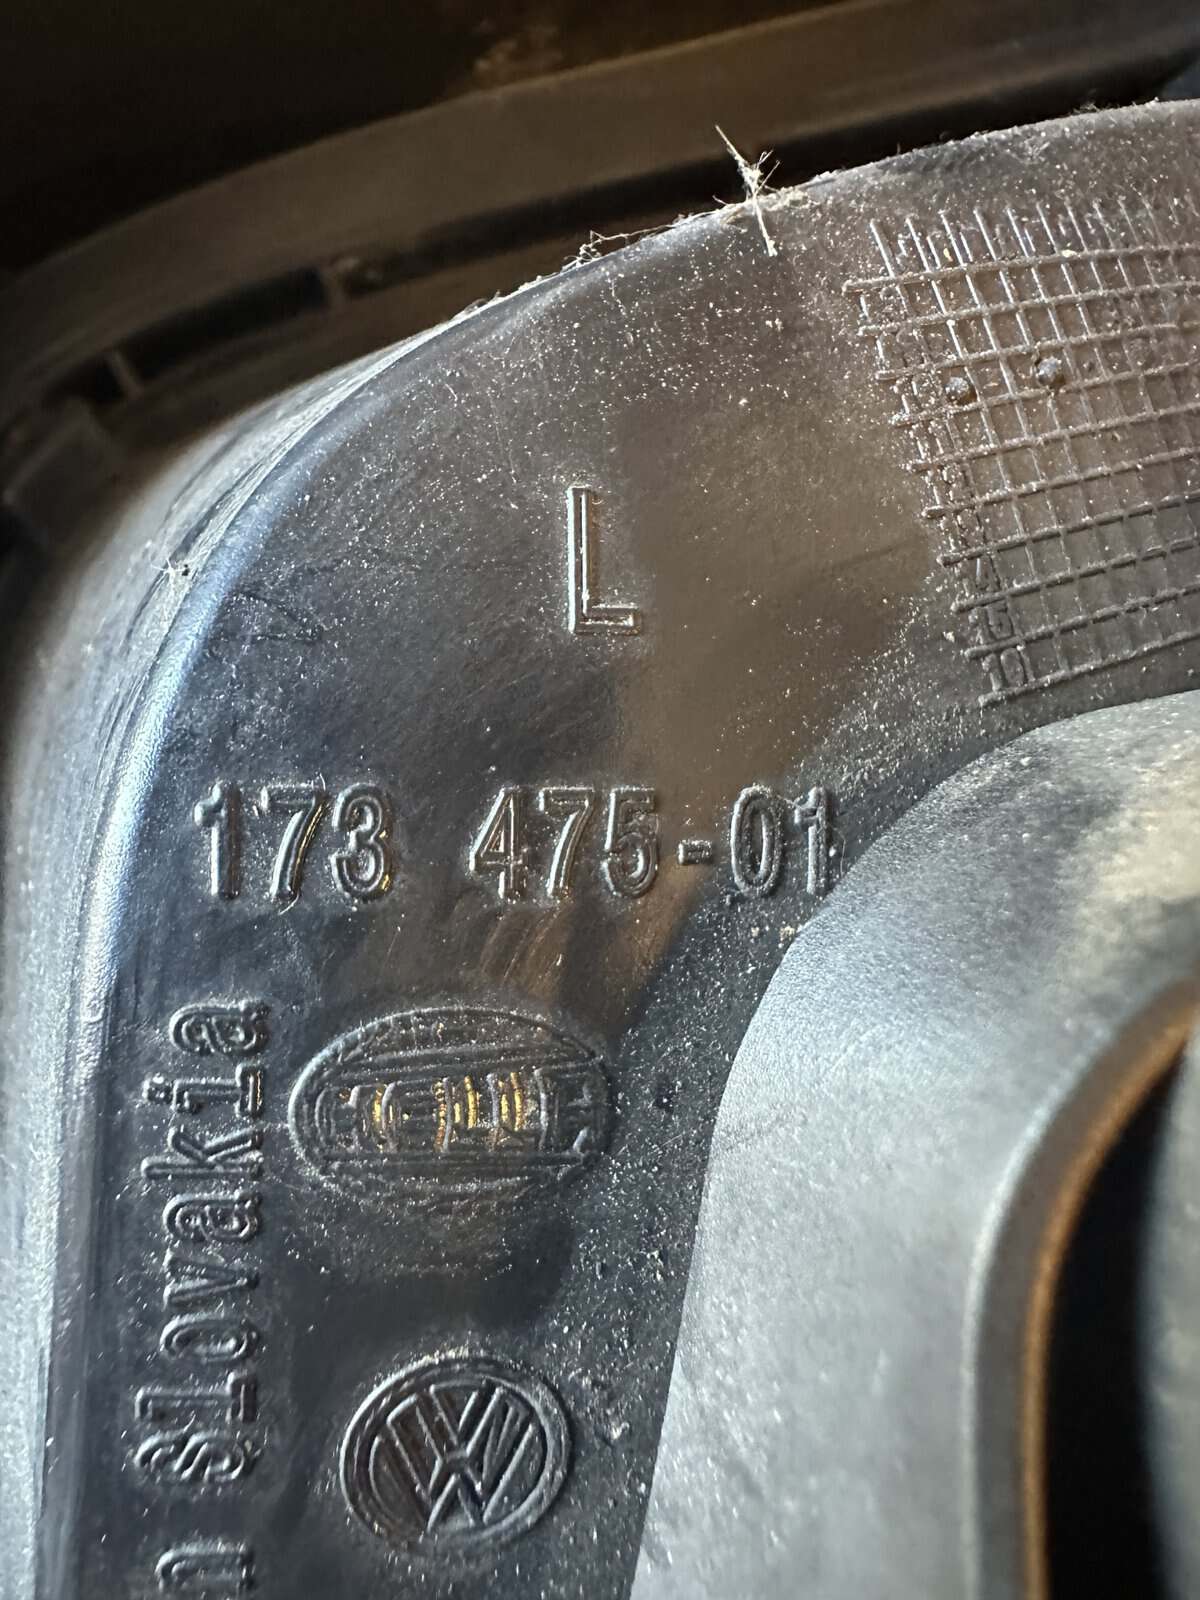 L
173 475-01
HELLA
n Slovakia